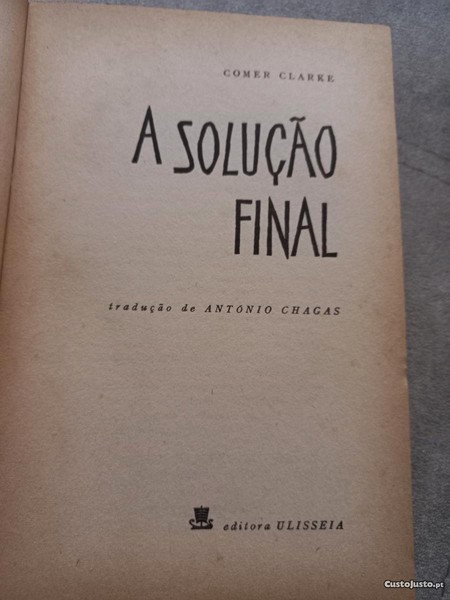 COMER CLARKE
A SOLUÇÃO
FINAL
tradução de ANTÓNIO CHAGAS
editora ULISSEIA
CustoJusto.pt